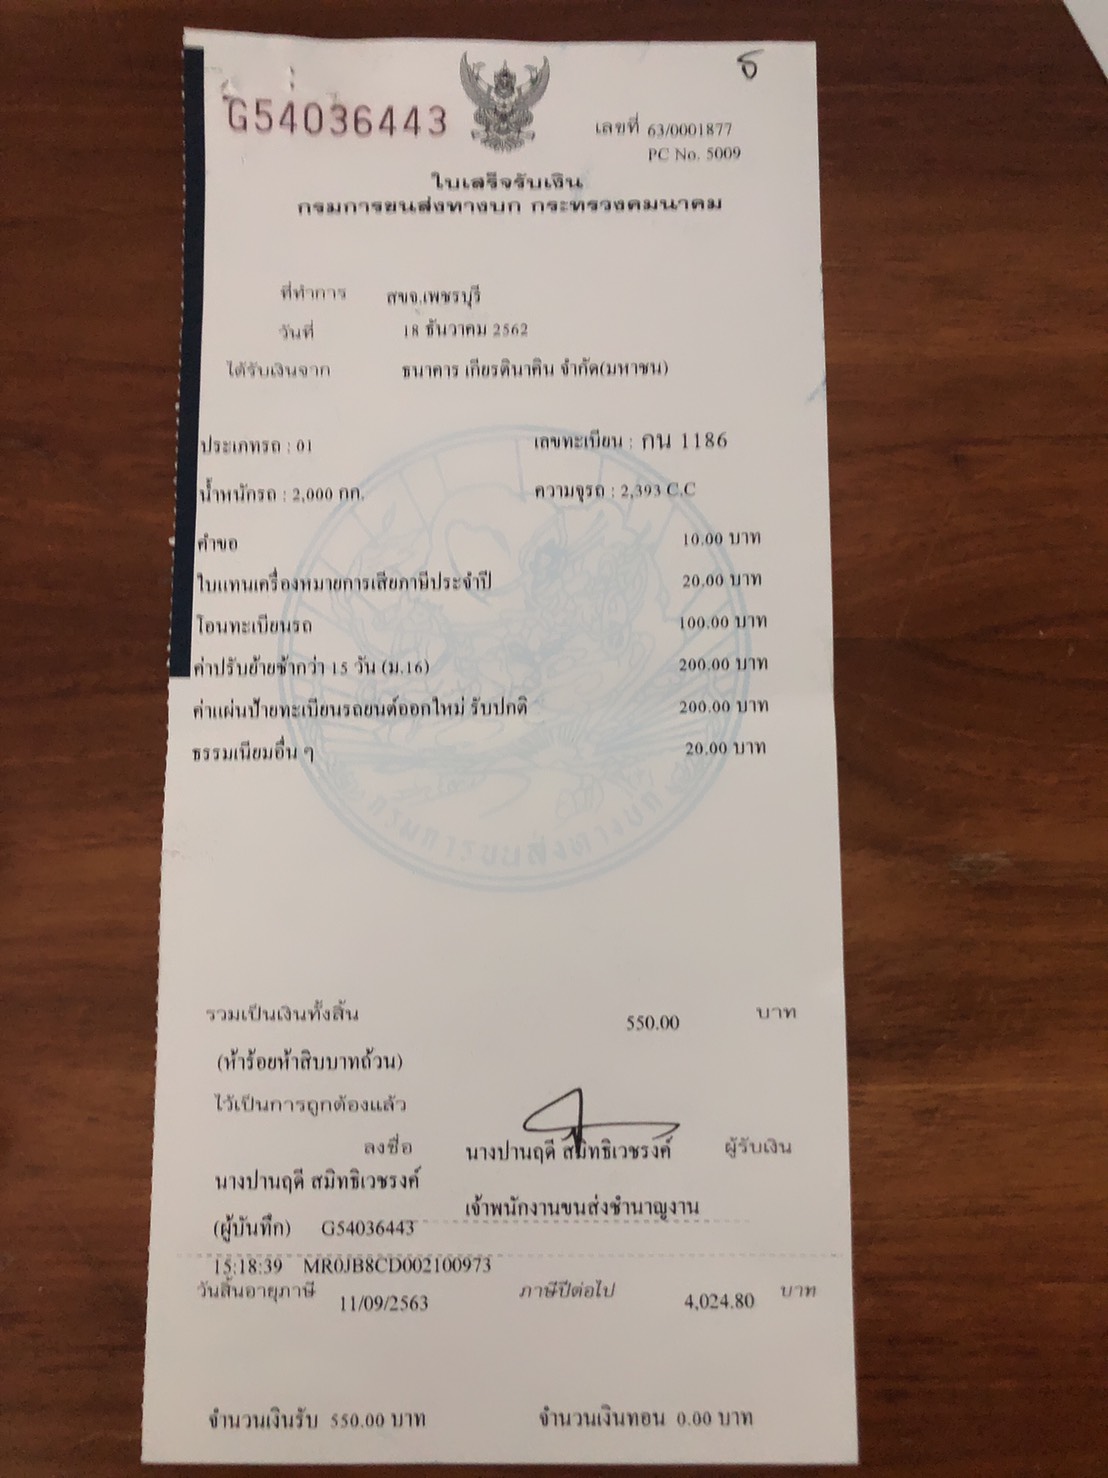 ธ
G54036443
เลขที่ 63/0001877
PC No. 5009
ใบเสร็จรับเงิน
กรมการขนส่งทางบก กระทรวงคมนาคม
ที่ทำการ สขจ.เพชรบุรี
วันที่ 18 ธันวาคม 2562
ได้รับเงินจาก ธนาคาร เกียรตินาคิน จำกัด(มหาชน)
ประเภทรถ : 01 เลขทะเบียน : กน 1186
น้ำหนักรถ : 2,000 กก. ความจุรถ : 2,393 C.C
คำขอ 10.00 บาท
ใบแทนเครื่องหมายการเสียภาษีประจำปี 20.00 บาท
โอนทะเบียนรถ 100.00 บาท
ค่าปรับย้ายช้ากว่า 15 วัน (ม.16) 200.00 บาท
ค่าแผ่นป้ายทะเบียนรถยนต์ออกใหม่ รับปกติ 200.00 บาท
ธรรมเนียมอื่น ๆ 20.00 บาท
กรมการขนส่งทางบก
รวมเป็นเงินทั้งสิ้น 550.00 บาท
(ห้าร้อยห้าสิบบาทถ้วน)
ไว้เป็นการถูกต้องแล้ว
ลงชื่อ นางปานฤดี สมิทธิเวชรงค์ ผู้รับเงิน
นางปานฤดี สมิทธิเวชรงค์
เจ้าพนักงานขนส่งชำนาญงาน
(ผู้บันทึก) G54036443
15:18:39 MR0JB8CD002100973
วันสิ้นอายุภาษี 11/09/2563 ภาษีปีต่อไป 4,024.80 บาท
จำนวนเงินรับ 550.00 บาท จำนวนเงินทอน 0.00 บาท